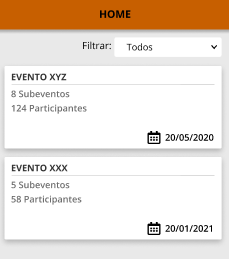 HOME
Filtrar: Todos
EVENTO XYZ
8 Subeventos
124 Participantes
20/05/2020
EVENTO XXX
5 Subeventos
58 Participantes
20/01/2021